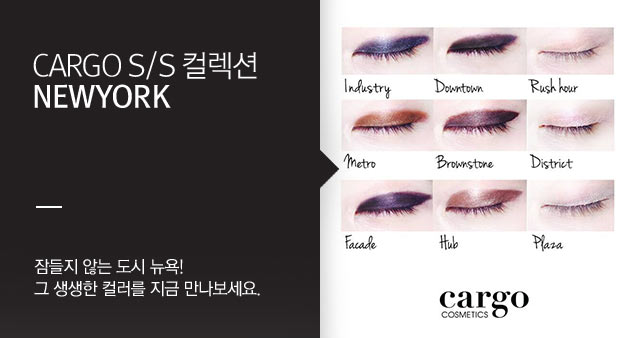 CARGO S/S 컬렉션
NEWYORK
잠들지 않는 도시 뉴욕!
그 생생한 컬러를 지금 만나보세요.
Industry Downtown Rush hour
Metro Brownstone District
Facade Hub Plaza
cargo
COSMETICS